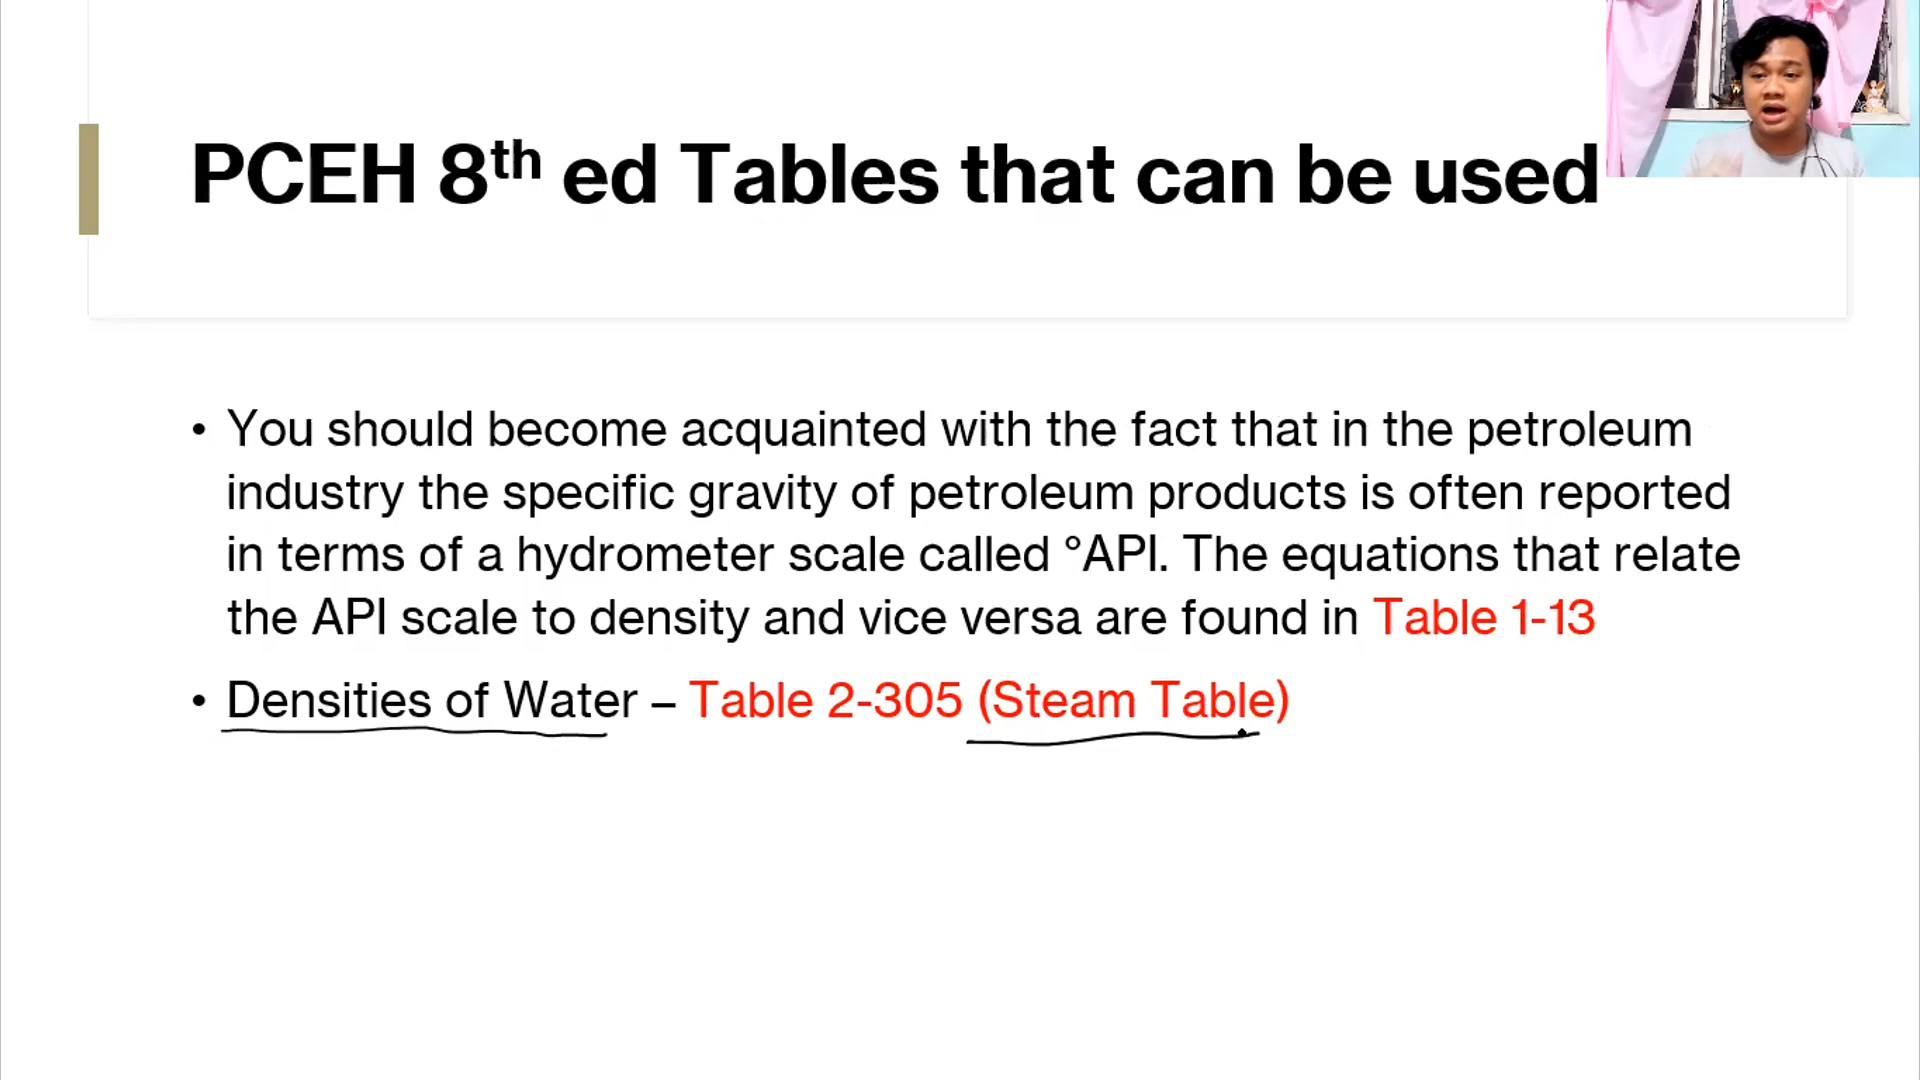 PCEH 8th ed Tables that can be used
• You should become acquainted with the fact that in the petroleum
industry the specific gravity of petroleum products is often reported
in terms of a hydrometer scale called °API. The equations that relate
the API scale to density and vice versa are found in Table 1-13
• Densities of Water – Table 2-305 (Steam Table)